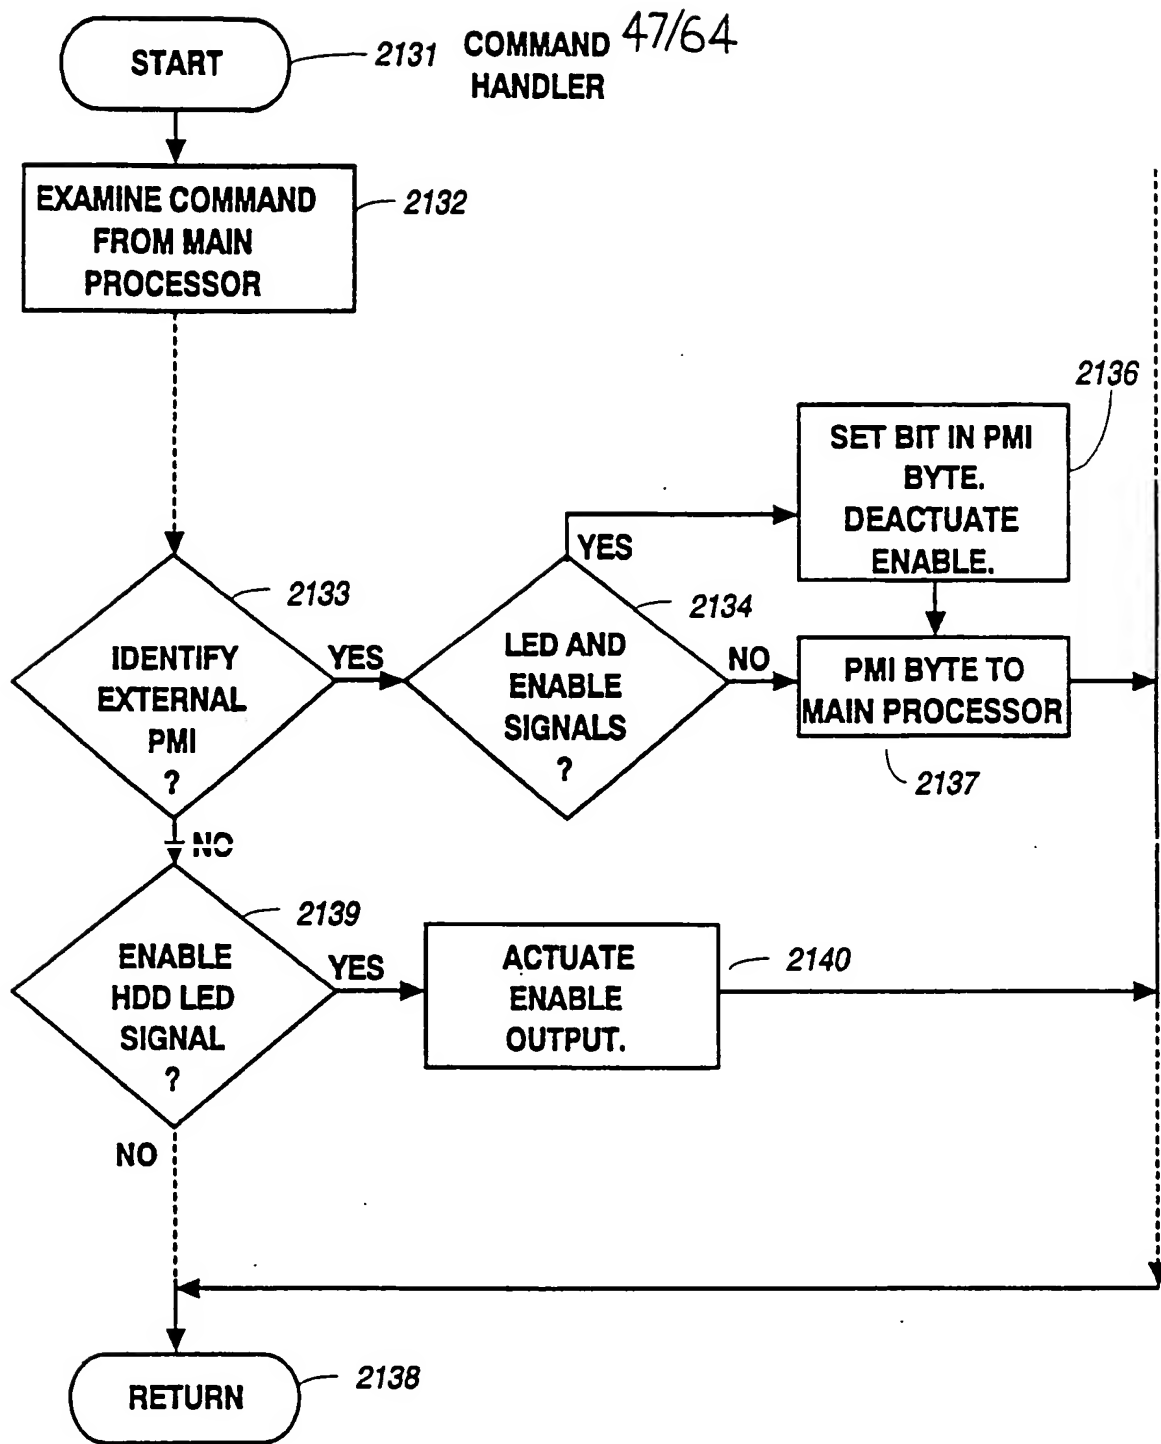 START
2131
COMMAND
HANDLER
47/64
EXAMINE COMMAND
FROM MAIN
PROCESSOR
2132
2136
SET BIT IN PMI
BYTE.
DEACTUATE
ENABLE.
YES
2133
IDENTIFY
EXTERNAL
PMI
?
YES
2134
LED AND
ENABLE
SIGNALS
?
NO
PMI BYTE TO
MAIN PROCESSOR
2137
NO
2139
ENABLE
HDD LED
SIGNAL
?
YES
ACTUATE
ENABLE
OUTPUT.
2140
NO
RETURN
2138